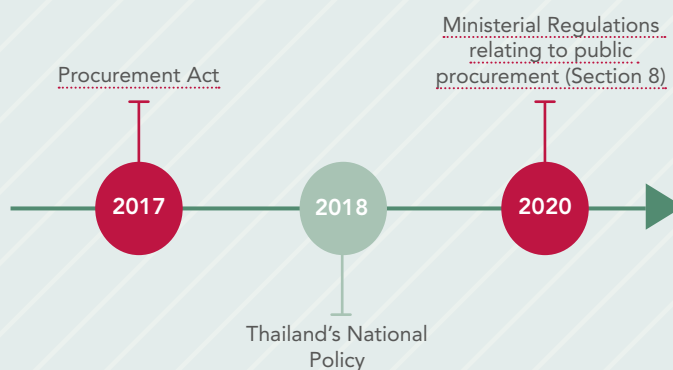 Ministerial Regulations
relating to public
procurement (Section 8)
Procurement Act
2017
2018
2020
Thailand's National
Policy